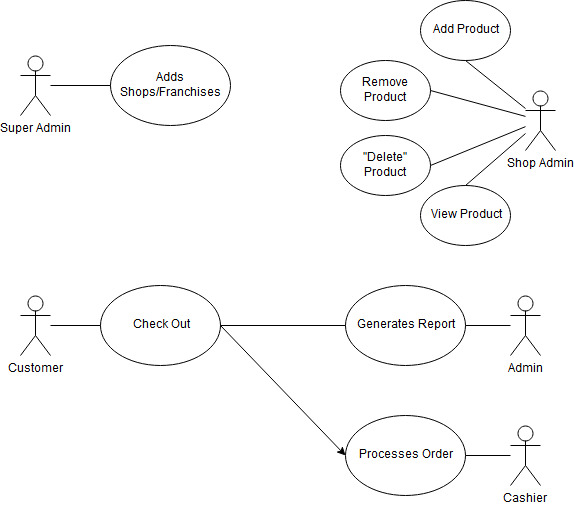 Add Product
Adds
Shops/Franchises
Remove
Product
Super Admin
"Delete"
Product
Shop Admin
View Product
Check Out
Generates Report
Customer
Admin
Processes Order
Cashier